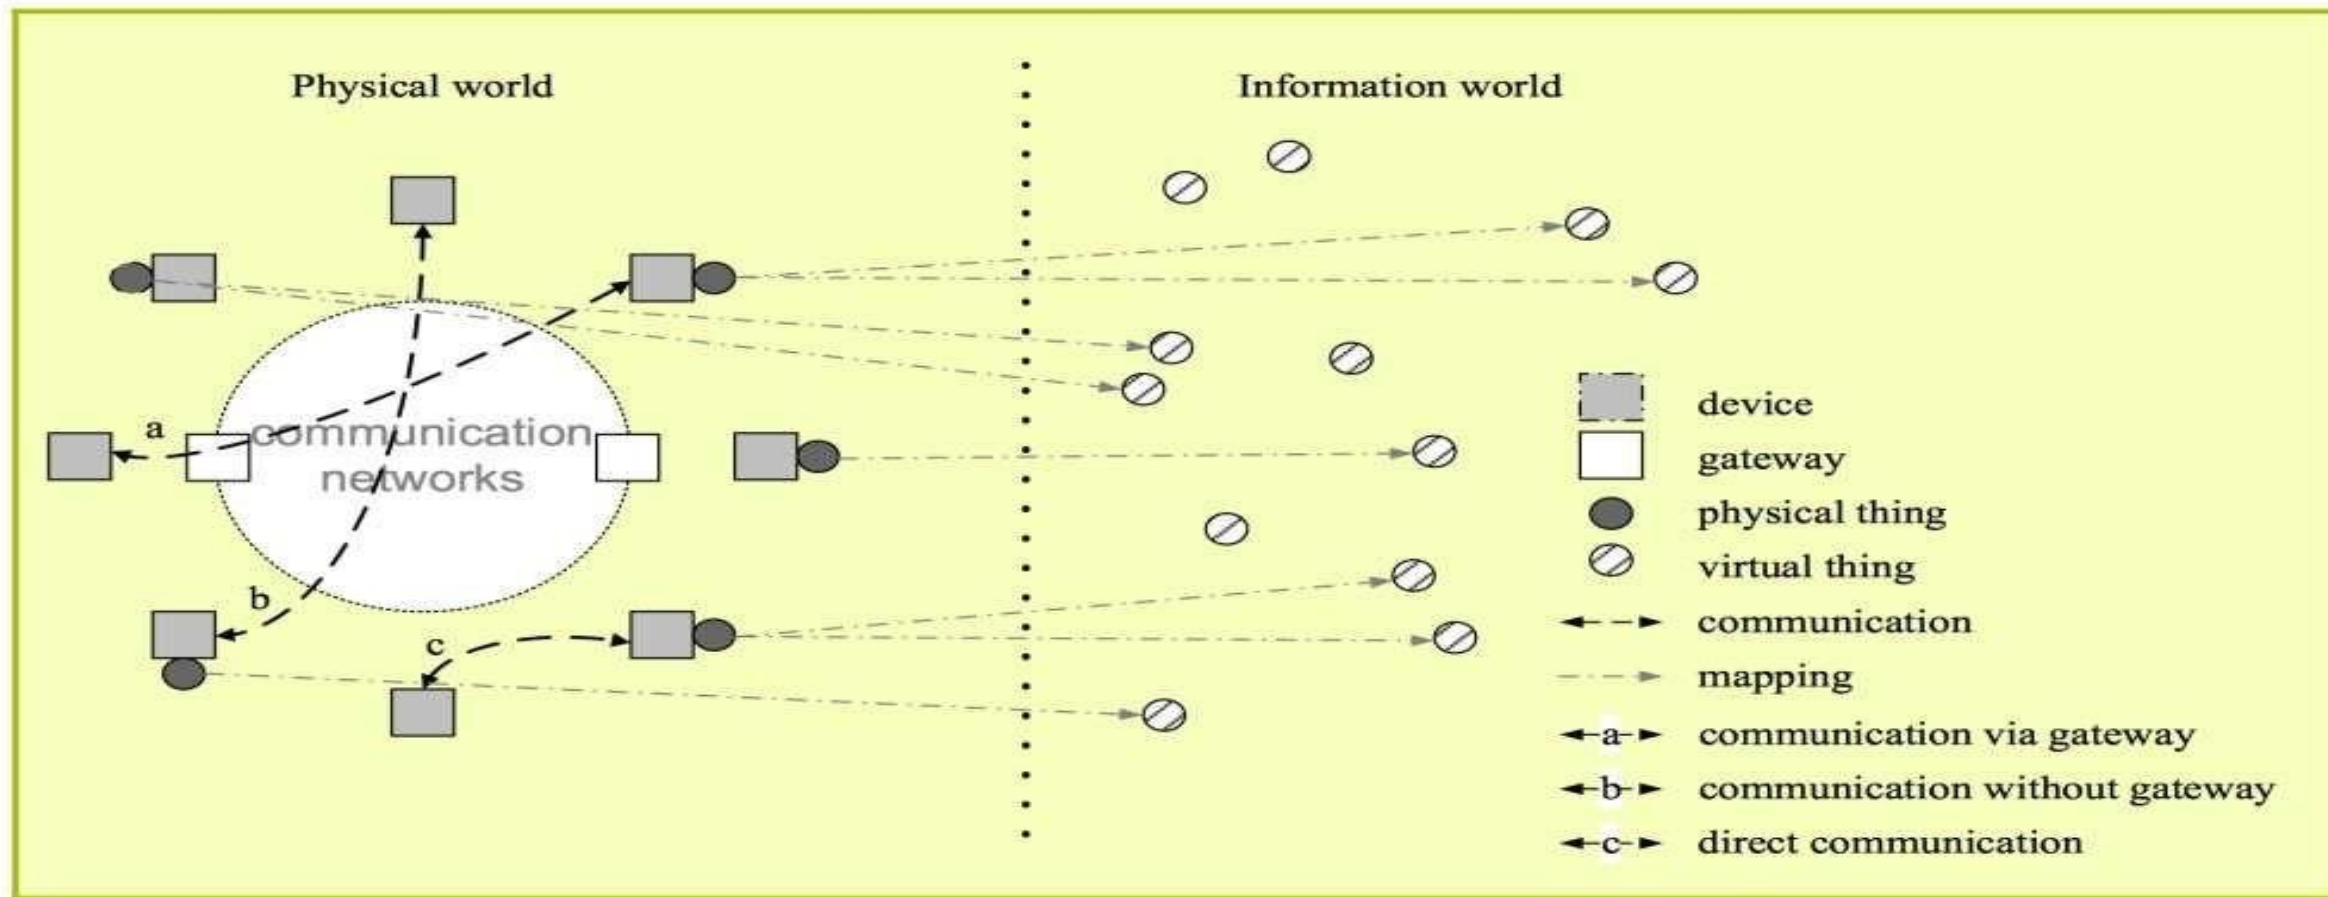 Physical world
Information world
a
communication
networks
b
c
device
gateway
physical thing
virtual thing
communication
mapping
a communication via gateway
b communication without gateway
c direct communication